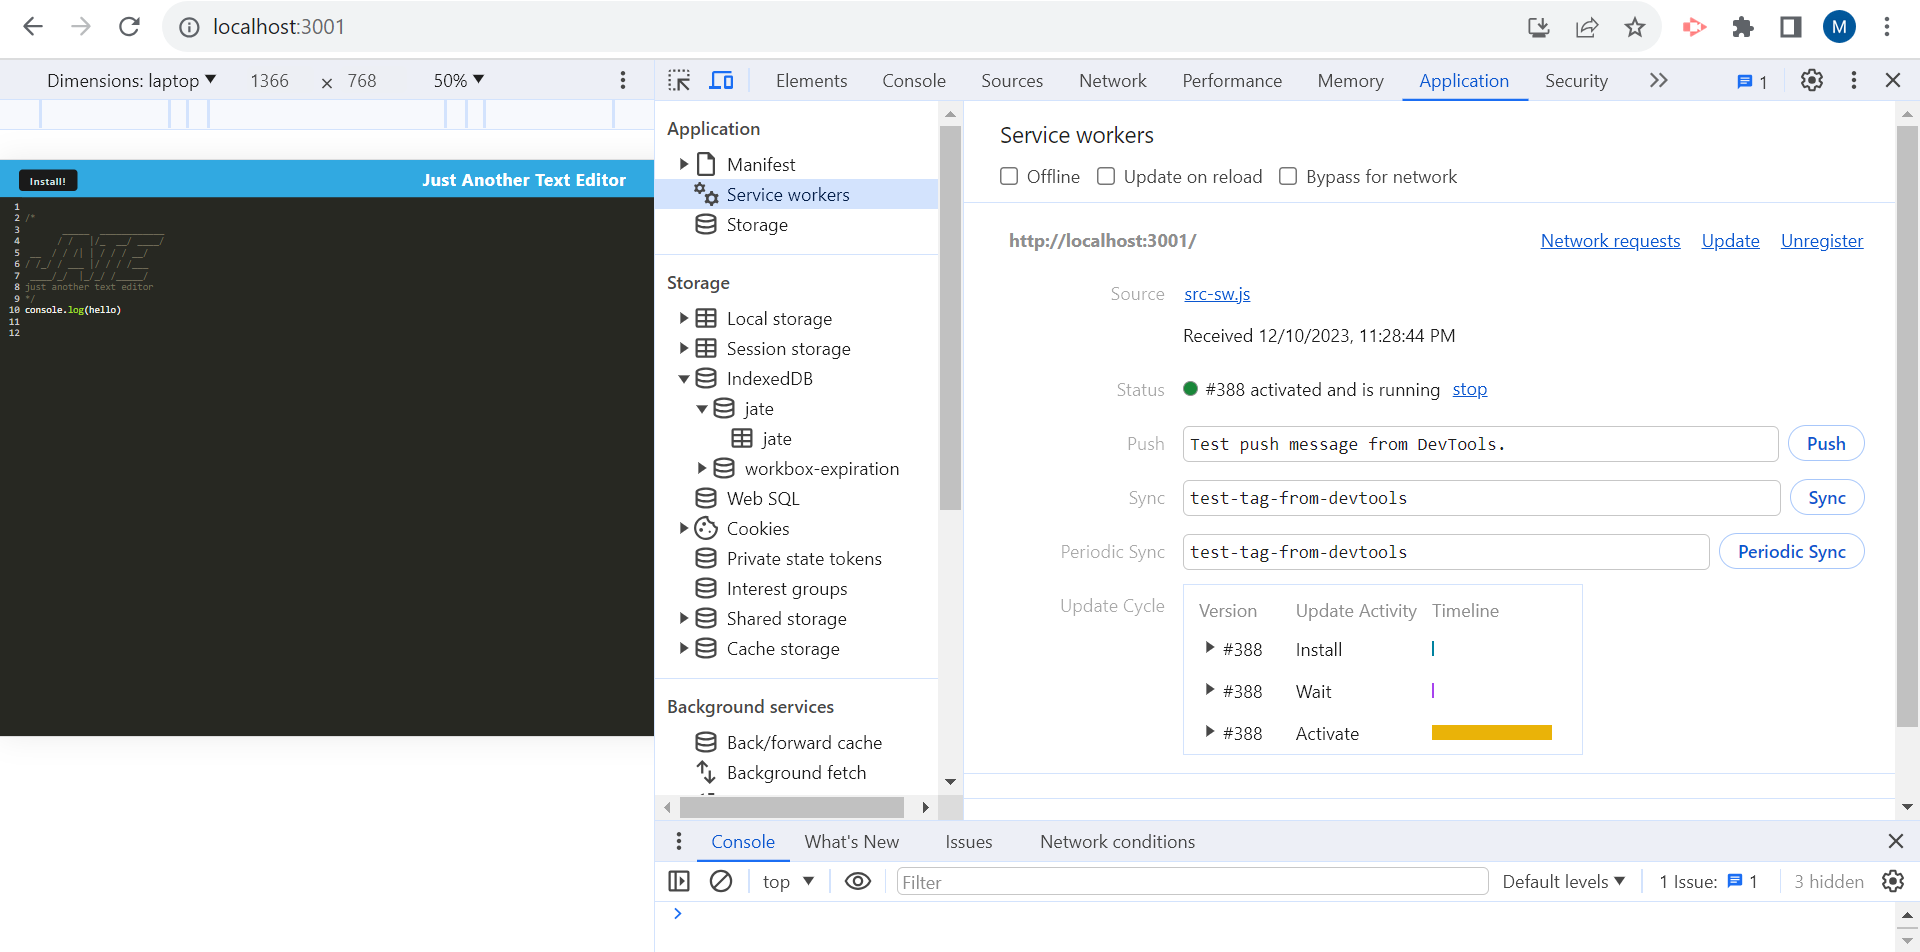 localhost:3001
M
Dimensions: laptop 1366 × 768 50%
Elements Console Sources Network Performance Memory Application Security 1
Install!
Just Another Text Editor
1
2 /*
3
4
5
6
7
8 just another text editor
9 */
10 console.log(hello)
11
12
Application
Manifest
Service workers
Storage
Storage
Local storage
Session storage
IndexedDB
jate
jate
workbox-expiration
Web SQL
Cookies
Private state tokens
Interest groups
Shared storage
Cache storage
Background services
Back/forward cache
Background fetch
Service workers
Offline Update on reload Bypass for network
http://localhost:3001/ Network requests Update Unregister
Source src-sw.js
Received 12/10/2023, 11:28:44 PM
Status #388 activated and is running stop
Push Test push message from DevTools. Push
Sync test-tag-from-devtools Sync
Periodic Sync test-tag-from-devtools Periodic Sync
Update Cycle Version Update Activity Timeline
#388 Install
#388 Wait
#388 Activate
Console What's New Issues Network conditions
top Filter Default levels 1 Issue: 1 3 hidden